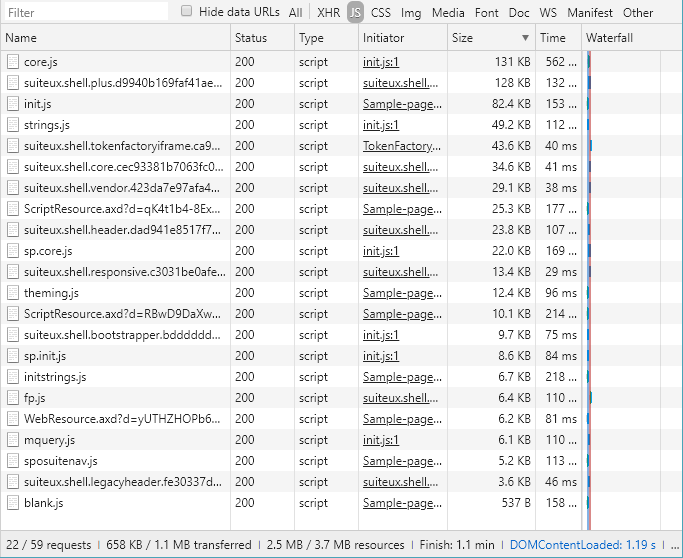 Filter Hide data URLs All XHR JS CSS Img Media Font Doc WS Manifest Other
Name Status Type Initiator Size Time Waterfall
core.js 200 script init.js:1 131 KB 562 ...
suiteux.shell.plus.d9940b169faf41ae... 200 script suiteux.shell.... 128 KB 132 ...
init.js 200 script Sample-page... 82.4 KB 153 ...
strings.js 200 script init.js:1 49.2 KB 112 ...
suiteux.shell.tokenfactoryiframe.ca9... 200 script TokenFactory... 43.6 KB 40 ms
suiteux.shell.core.cec93381b7063fc0... 200 script suiteux.shell.... 34.6 KB 41 ms
suiteux.shell.vendor.423da7e97afa4... 200 script suiteux.shell.... 29.1 KB 38 ms
ScriptResource.axd?d=qK4t1b4-8Ex... 200 script Sample-page... 25.3 KB 177 ...
suiteux.shell.header.dad941e8517f7... 200 script suiteux.shell.... 23.8 KB 107 ...
sp.core.js 200 script init.js:1 22.0 KB 169 ...
suiteux.shell.responsive.c3031be0afe... 200 script suiteux.shell.... 13.4 KB 29 ms
theming.js 200 script Sample-page... 12.4 KB 96 ms
ScriptResource.axd?d=RBwD9DaXw... 200 script Sample-page... 10.1 KB 214 ...
suiteux.shell.bootstrapper.bdddddd... 200 script init.js:1 9.7 KB 75 ms
sp.init.js 200 script init.js:1 8.6 KB 84 ms
initstrings.js 200 script Sample-page... 6.7 KB 218 ...
fp.js 200 script suiteux.shell.... 6.4 KB 110 ...
WebResource.axd?d=yUTHZHOPb6... 200 script Sample-page... 6.2 KB 81 ms
mquery.js 200 script init.js:1 6.1 KB 110 ...
sposuitenav.js 200 script Sample-page... 5.2 KB 113 ...
suiteux.shell.legacyheader.fe30337d... 200 script suiteux.shell.... 3.6 KB 46 ms
blank.js 200 script Sample-page... 537 B 158 ...
22 / 59 requests 658 KB / 1.1 MB transferred 2.5 MB / 3.7 MB resources Finish: 1.1 min DOMContentLoaded: 1.19 s ...